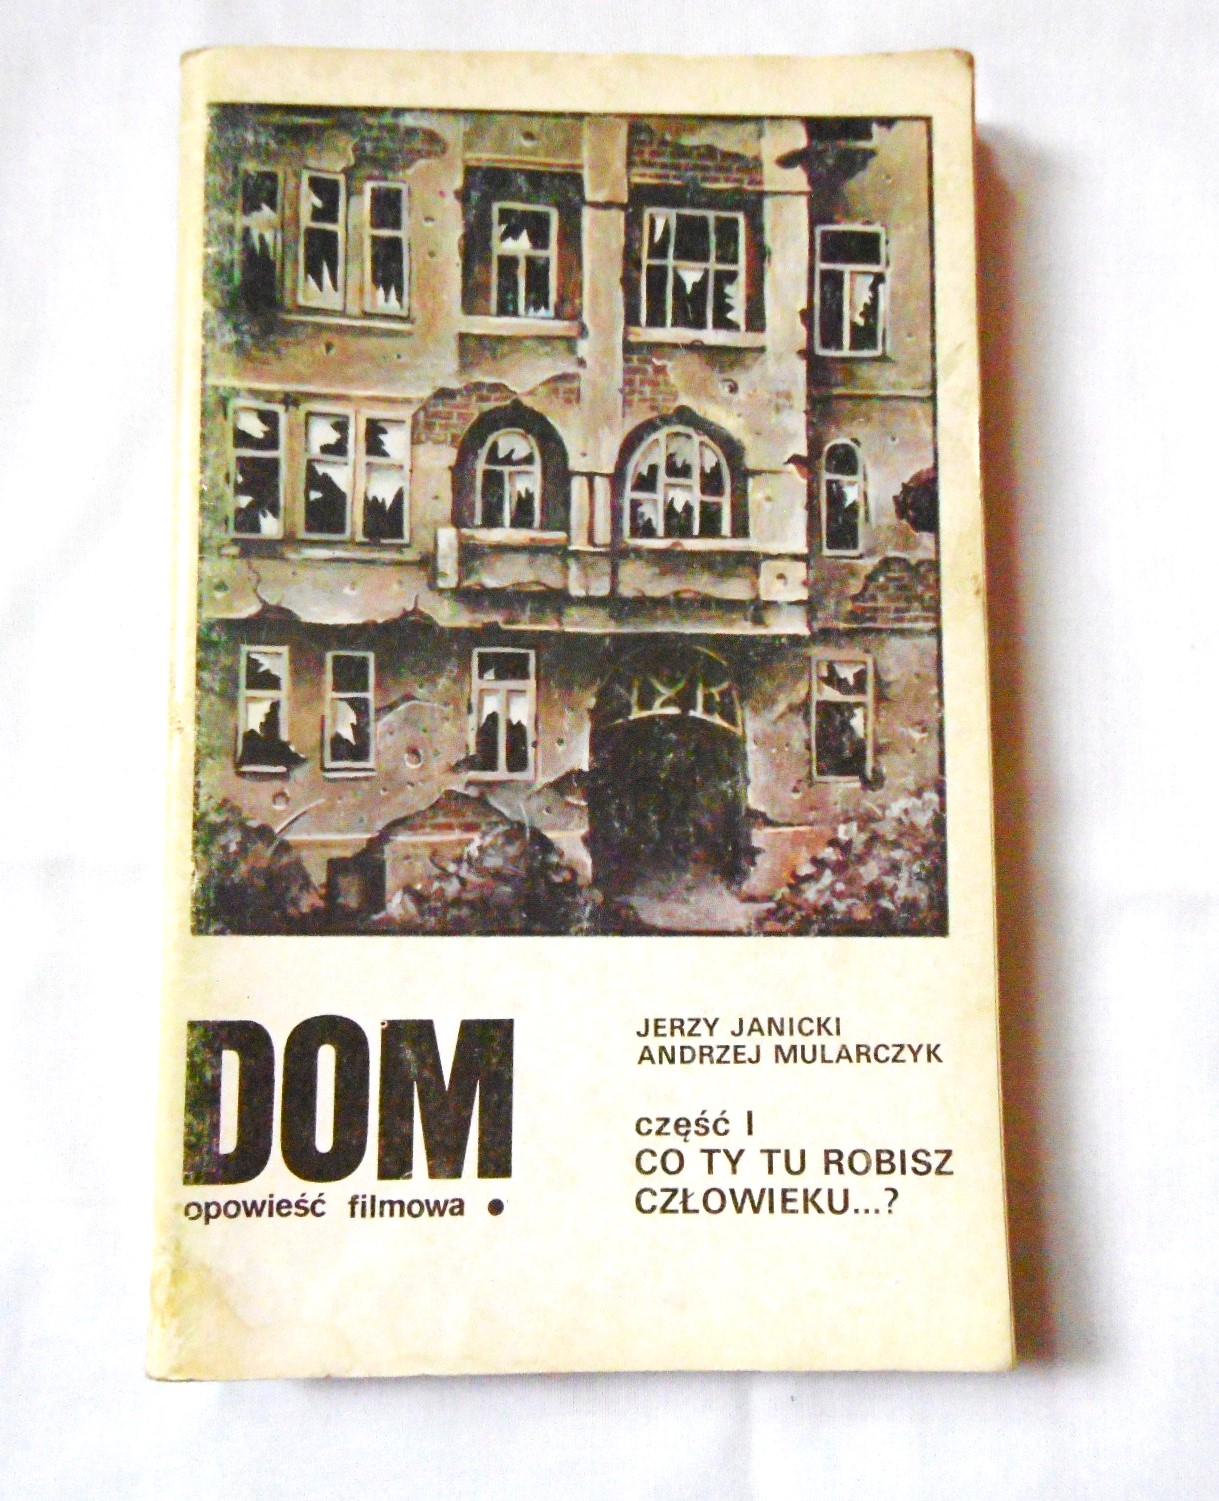 DOM
opowieść filmowa •
JERZY JANICKI
ANDRZEJ MULARCZYK
część I
CO TY TU ROBISZ
CZŁOWIEKU...?